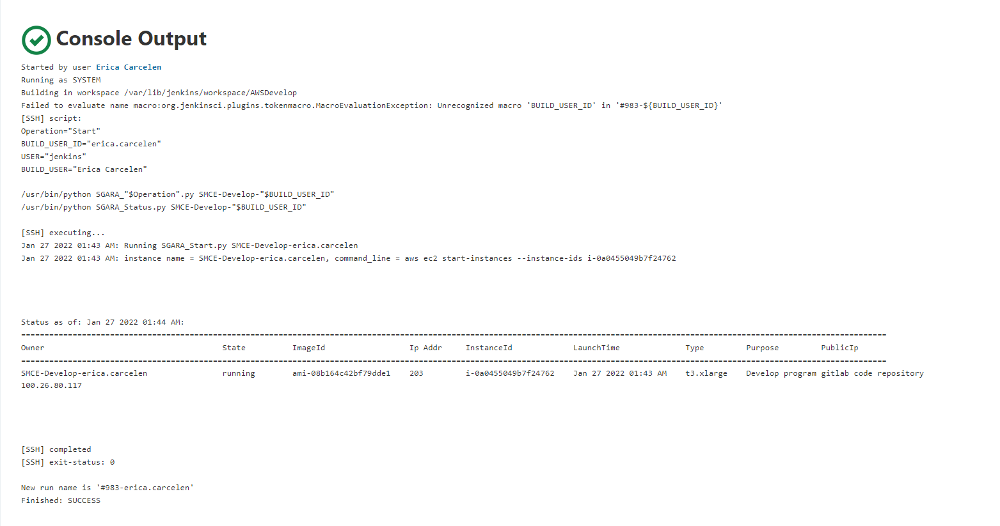 Console Output
Started by user Erica Carcelen
Running as SYSTEM
Building in workspace /var/lib/jenkins/workspace/AWSDevelop
Failed to evaluate name macro:org.jenkinsci.plugins.tokenmacro.MacroEvaluationException: Unrecognized macro 'BUILD_USER_ID' in '#983-${BUILD_USER_ID}'
[SSH] script:
Operation="Start"
BUILD_USER_ID="erica.carcelen"
USER="jenkins"
BUILD_USER="Erica Carcelen"
/usr/bin/python SGARA_"$Operation".py SMCE-Develop-"$BUILD_USER_ID"
/usr/bin/python SGARA_Status.py SMCE-Develop-"$BUILD_USER_ID"
[SSH] executing...
Jan 27 2022 01:43 AM: Running SGARA_Start.py SMCE-Develop-erica.carcelen
Jan 27 2022 01:43 AM: instance name = SMCE-Develop-erica.carcelen, command_line = aws ec2 start-instances --instance-ids i-0a0455049b7f24762
Status as of: Jan 27 2022 01:44 AM:
=========================================================================================================================================================================================
Owner State ImageId Ip Addr InstanceId LaunchTime Type Purpose PublicIp
=========================================================================================================================================================================================
SMCE-Develop-erica.carcelen running ami-08b164c42bf79dde1 203 i-0a0455049b7f24762 Jan 27 2022 01:43 AM t3.xlarge Develop program gitlab code repository
100.26.80.117
[SSH] completed
[SSH] exit-status: 0
New run name is '#983-erica.carcelen'
Finished: SUCCESS